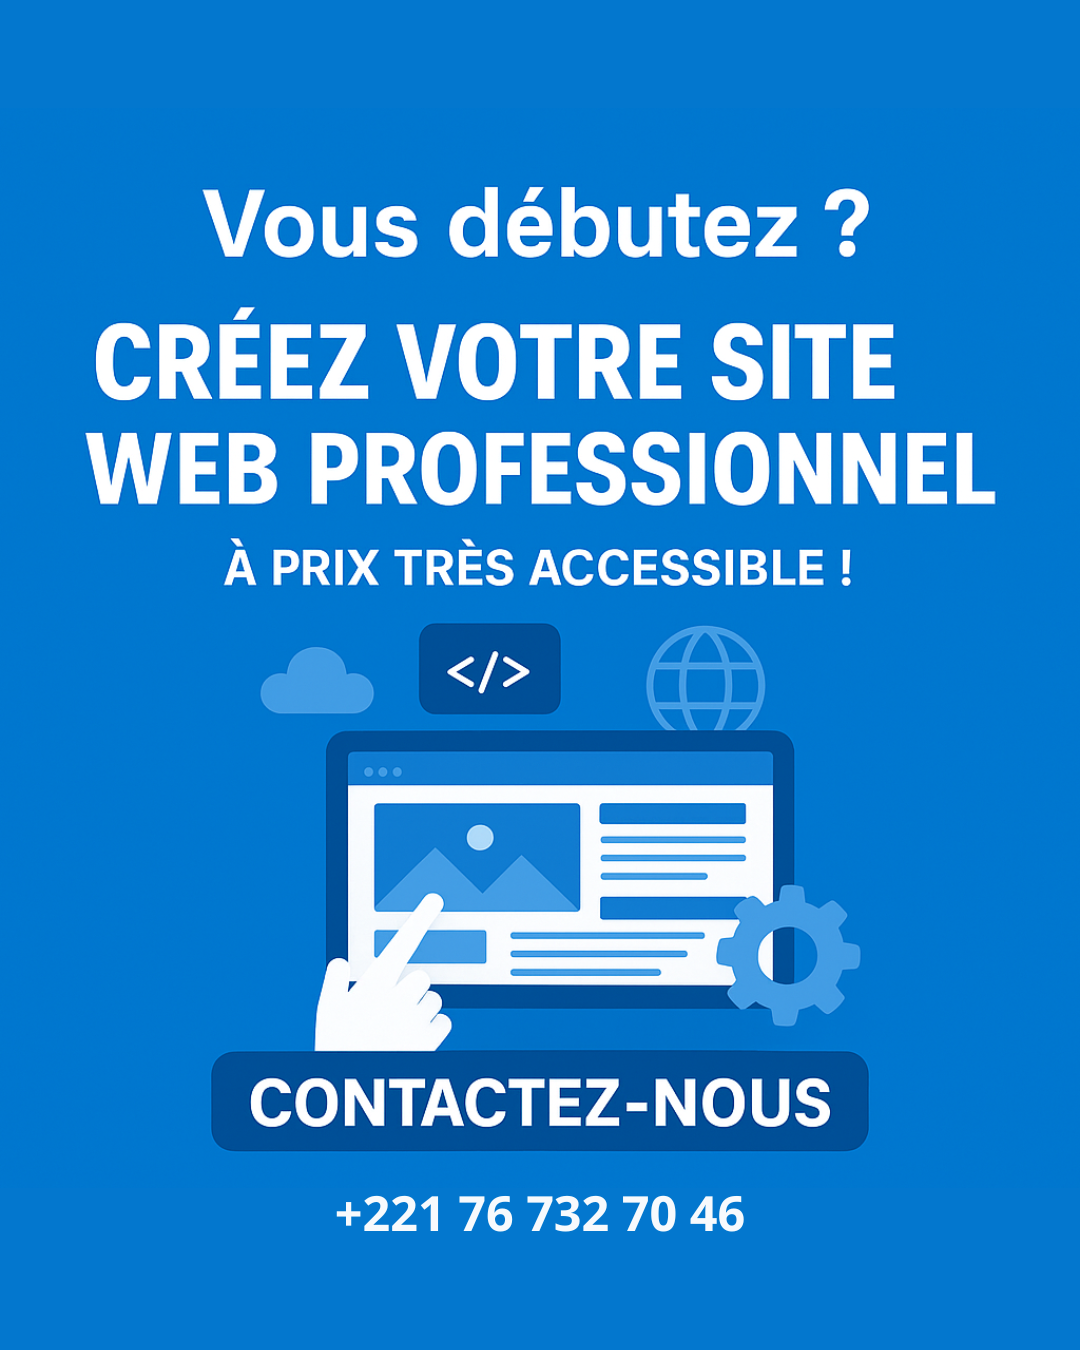 Vous débutez ?
CRÉEZ VOTRE SITE
WEB PROFESSIONNEL
À PRIX TRÈS ACCESSIBLE !
</>
CONTACTEZ-NOUS
+221 76 732 70 46